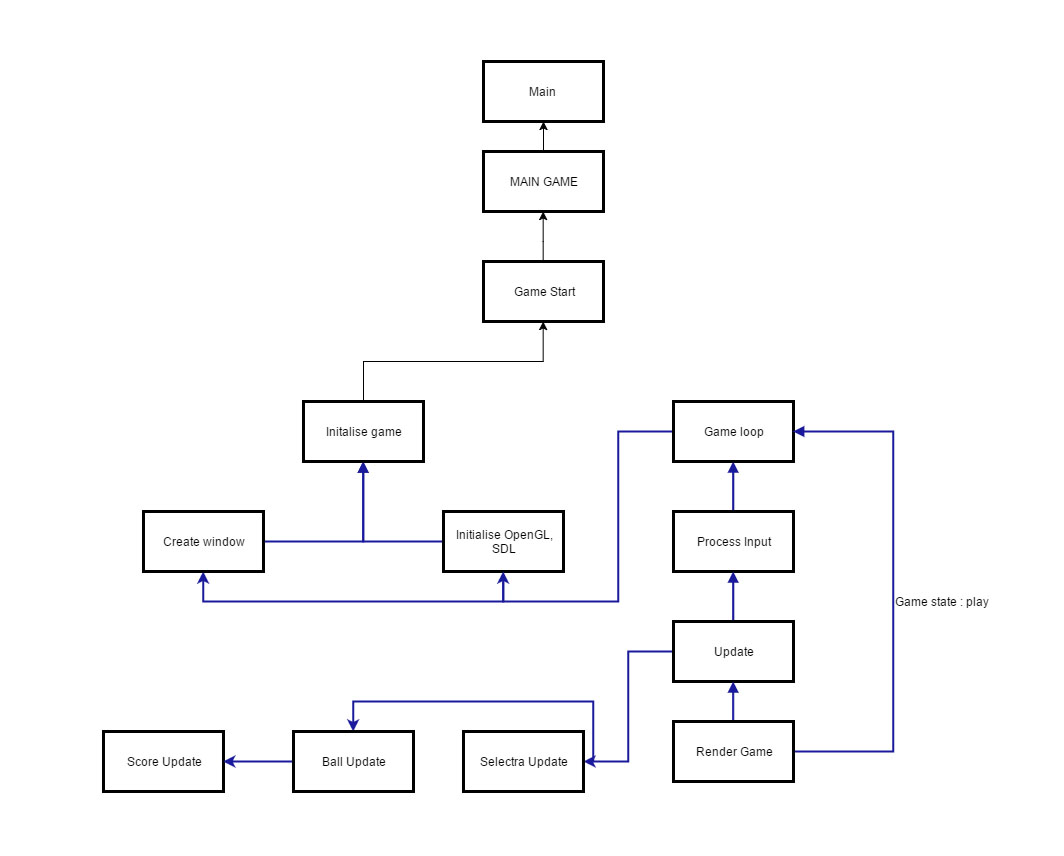 Main
MAIN GAME
Game Start
Initalise game
Game loop
Create window
Initialise OpenGL,
SDL
Process Input
Game state : play
Update
Score Update
Ball Update
Selectra Update
Render Game